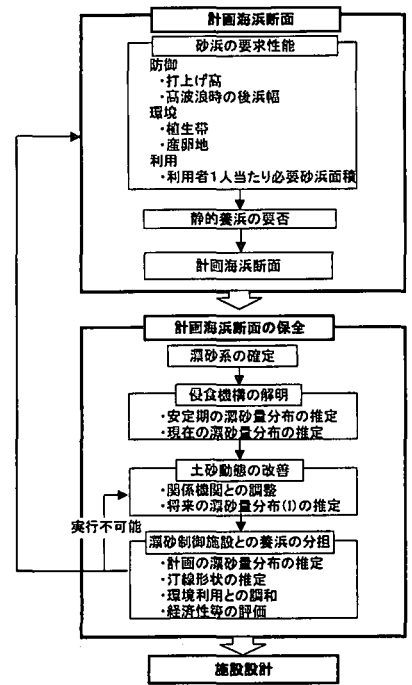 計画海浜断面
砂浜の要求性能
防御
・打上げ高
・高波浪時の後浜幅
環境
・植生帯
・産卵地
利用
・利用者1人当たり必要砂浜面積
静的養浜の要否
計画海浜断面
計画海浜断面の保全
漂砂系の確定
侵食機構の解明
・安定期の漂砂量分布の推定
・現在の漂砂量分布の推定
土砂動態の改善
・関係機関との調整
・将来の漂砂量分布(I)の推定
実行不可能
漂砂制御施設との養浜の分担
・計画の漂砂量分布の推定
・汀線形状の推定
・環境利用との調和
・経済性等の評価
施設設計